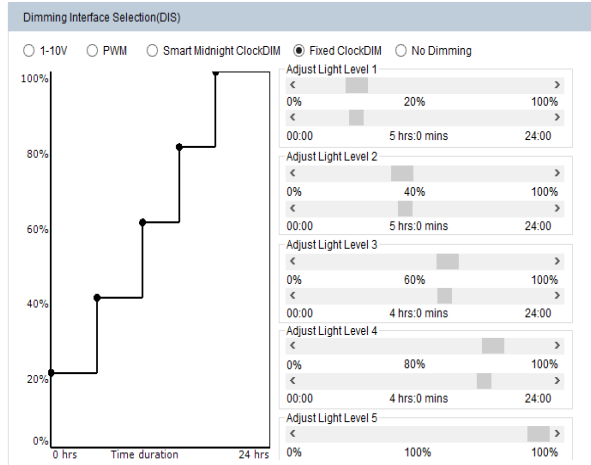 Dimming Interface Selection(DIS)
1-10V PWM Smart Midnight ClockDIM Fixed ClockDIM No Dimming
100%
80%
60%
40%
20%
0%
0 hrs Time duration 24 hrs
Adjust Light Level 1
0% 20% 100%
00:00 5 hrs:0 mins 24:00
Adjust Light Level 2
0% 40% 100%
00:00 5 hrs:0 mins 24:00
Adjust Light Level 3
0% 60% 100%
00:00 4 hrs:0 mins 24:00
Adjust Light Level 4
0% 80% 100%
00:00 4 hrs:0 mins 24:00
Adjust Light Level 5
0% 100% 100%